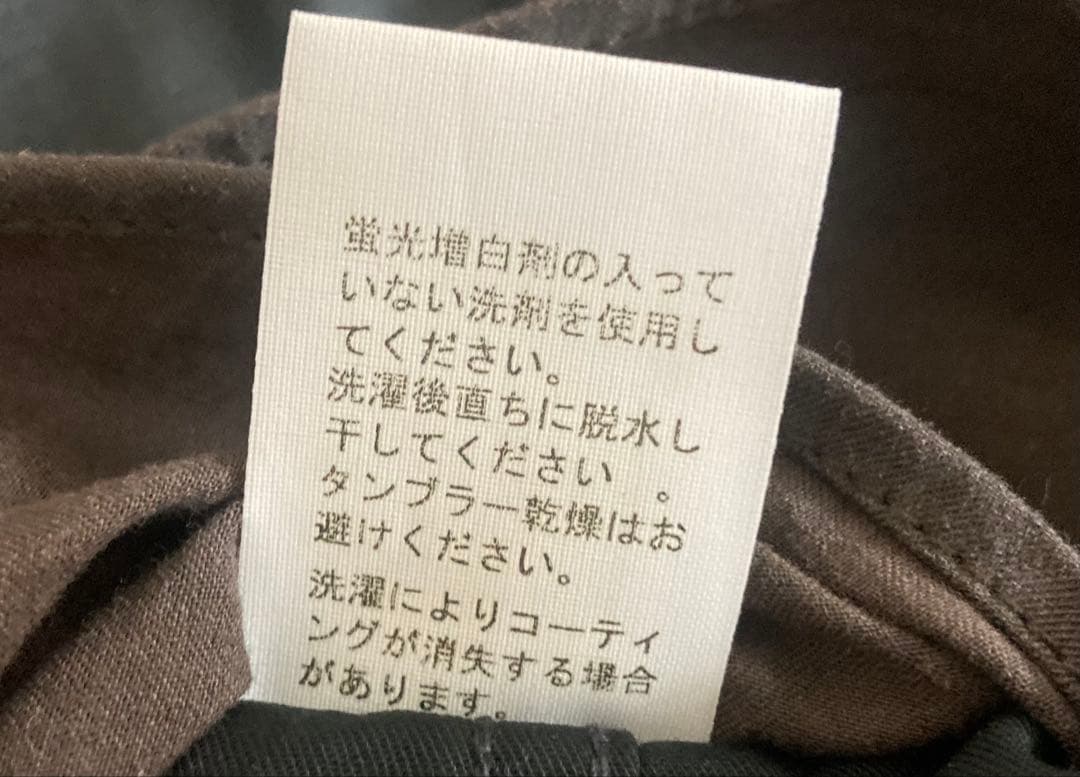 蛍光増白剤の入って
いない洗剤を使用し
てください。
洗濯後直ちに脱水し
干してください 。
タンブラー乾燥はお
避けください。
洗濯によりコーティ
ングが消失する場合
があります。